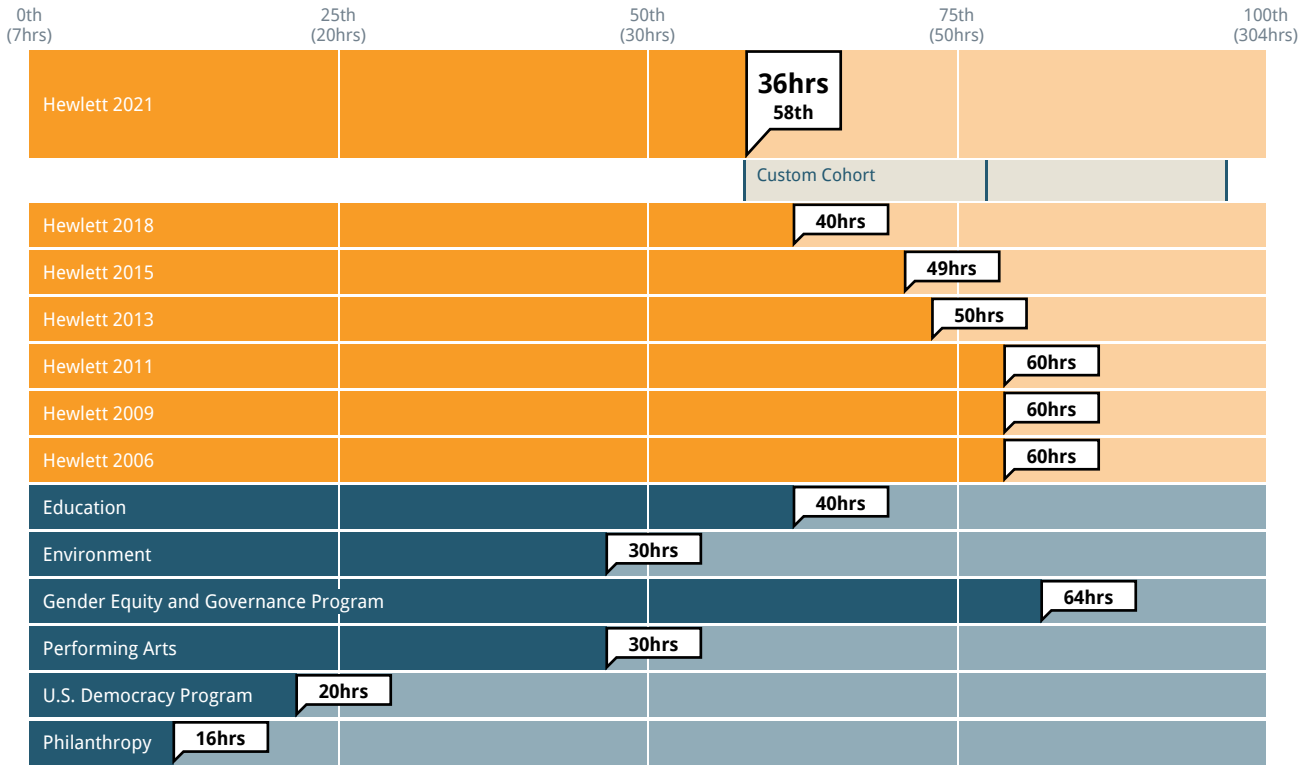 0th 25th 50th 75th 100th
(7hrs) (20hrs) (30hrs) (50hrs) (304hrs)
Hewlett 2021
36hrs
58th
Custom Cohort
Hewlett 2018 40hrs
Hewlett 2015 49hrs
Hewlett 2013 50hrs
Hewlett 2011 60hrs
Hewlett 2009 60hrs
Hewlett 2006 60hrs
Education 40hrs
Environment 30hrs
Gender Equity and Governance Program 64hrs
Performing Arts 30hrs
U.S. Democracy Program 20hrs
Philanthropy 16hrs